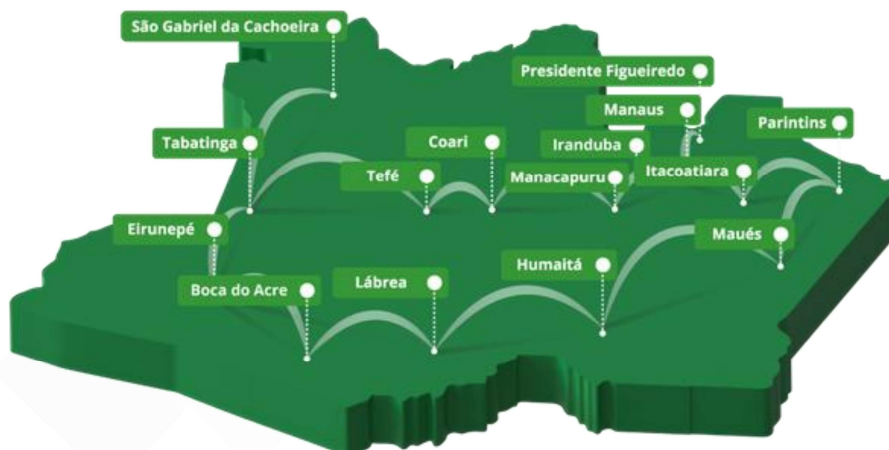 São Gabriel da Cachoeira
Presidente Figueiredo
Manaus
Parintins
Tabatinga
Coari
Iranduba
Tefé
Manacapuru
Itacoatiara
Eirunepé
Maués
Boca do Acre
Lábrea
Humaitá